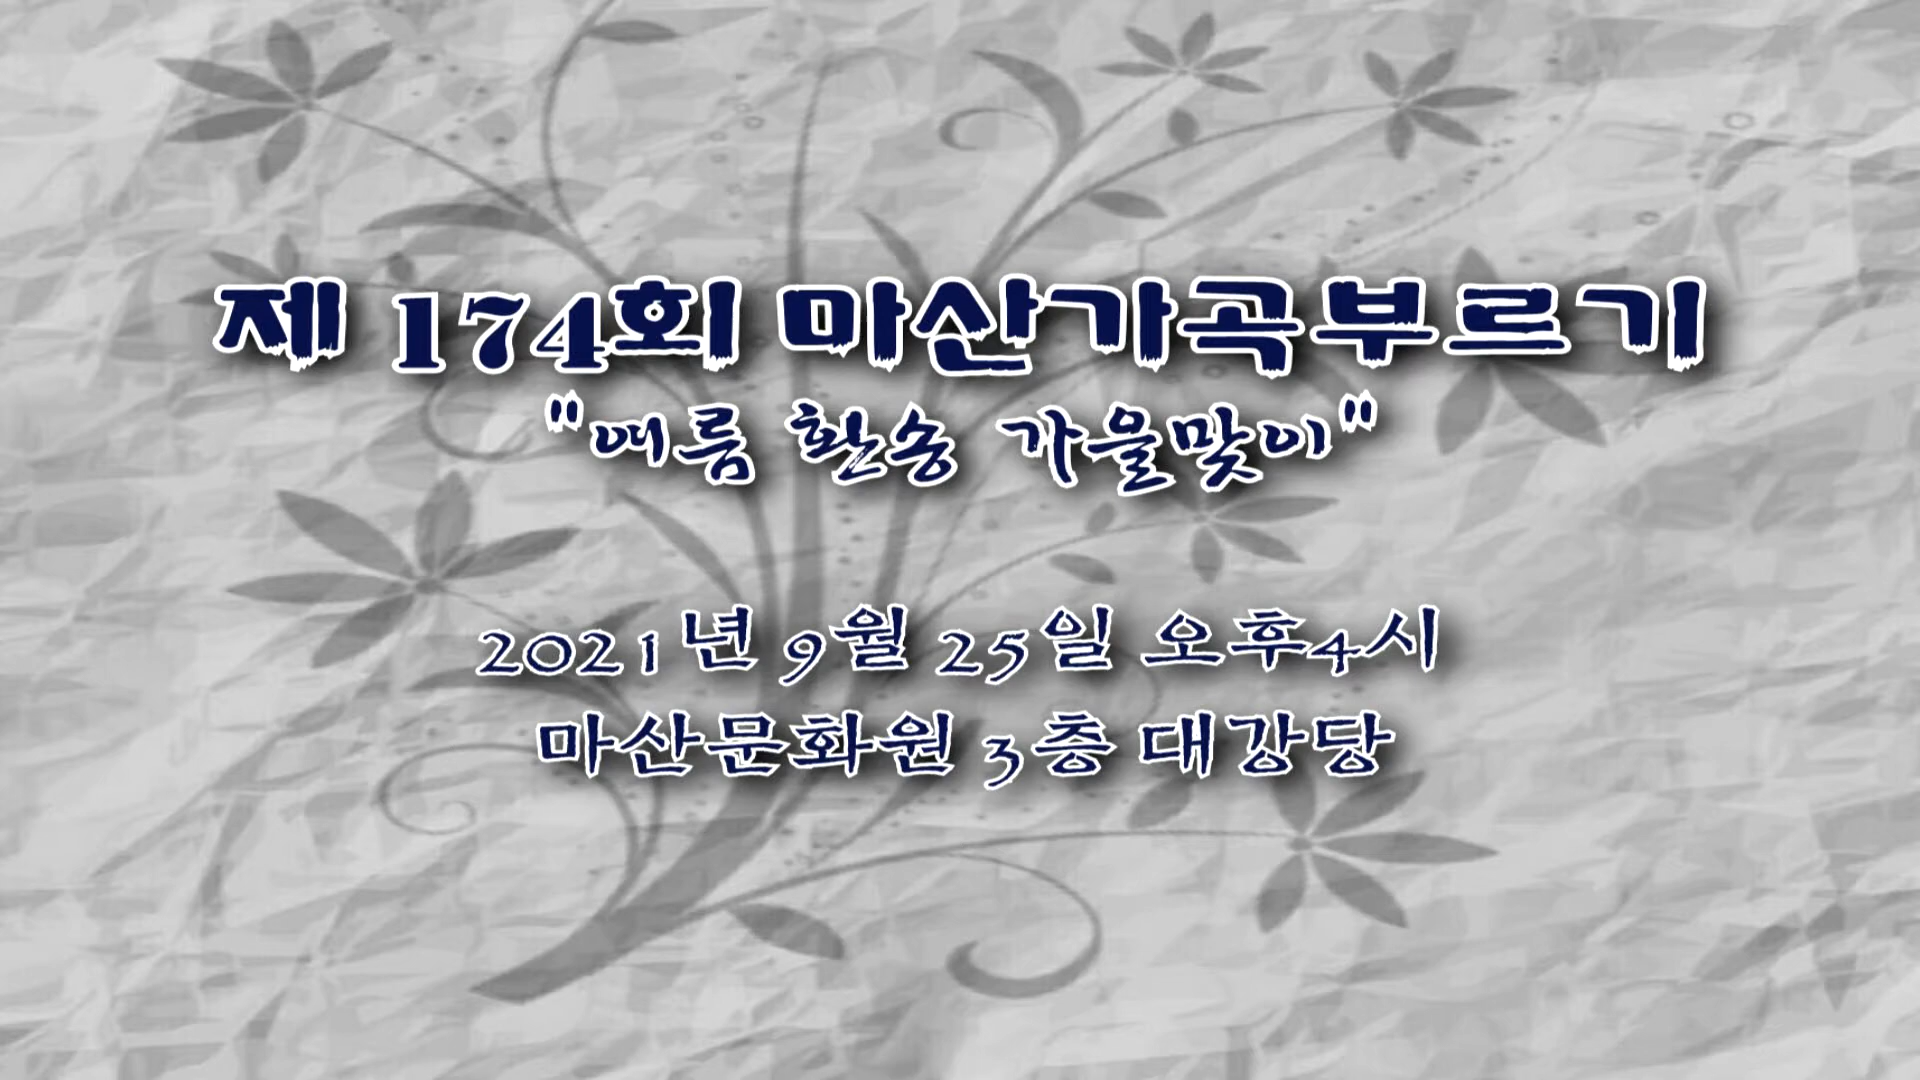 제 174회 마산가곡부르기
"여름 환송 가을맞이"
2021년 9월 25일 오후4시
마산문화원 3층 대강당